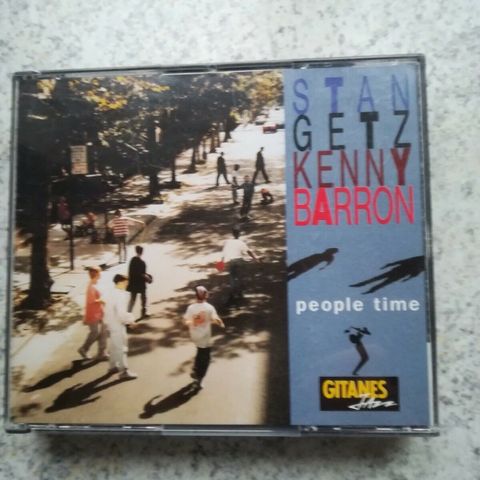 STAN
GETZ
KENNY
BARRON
people time
GITANES
Jazz